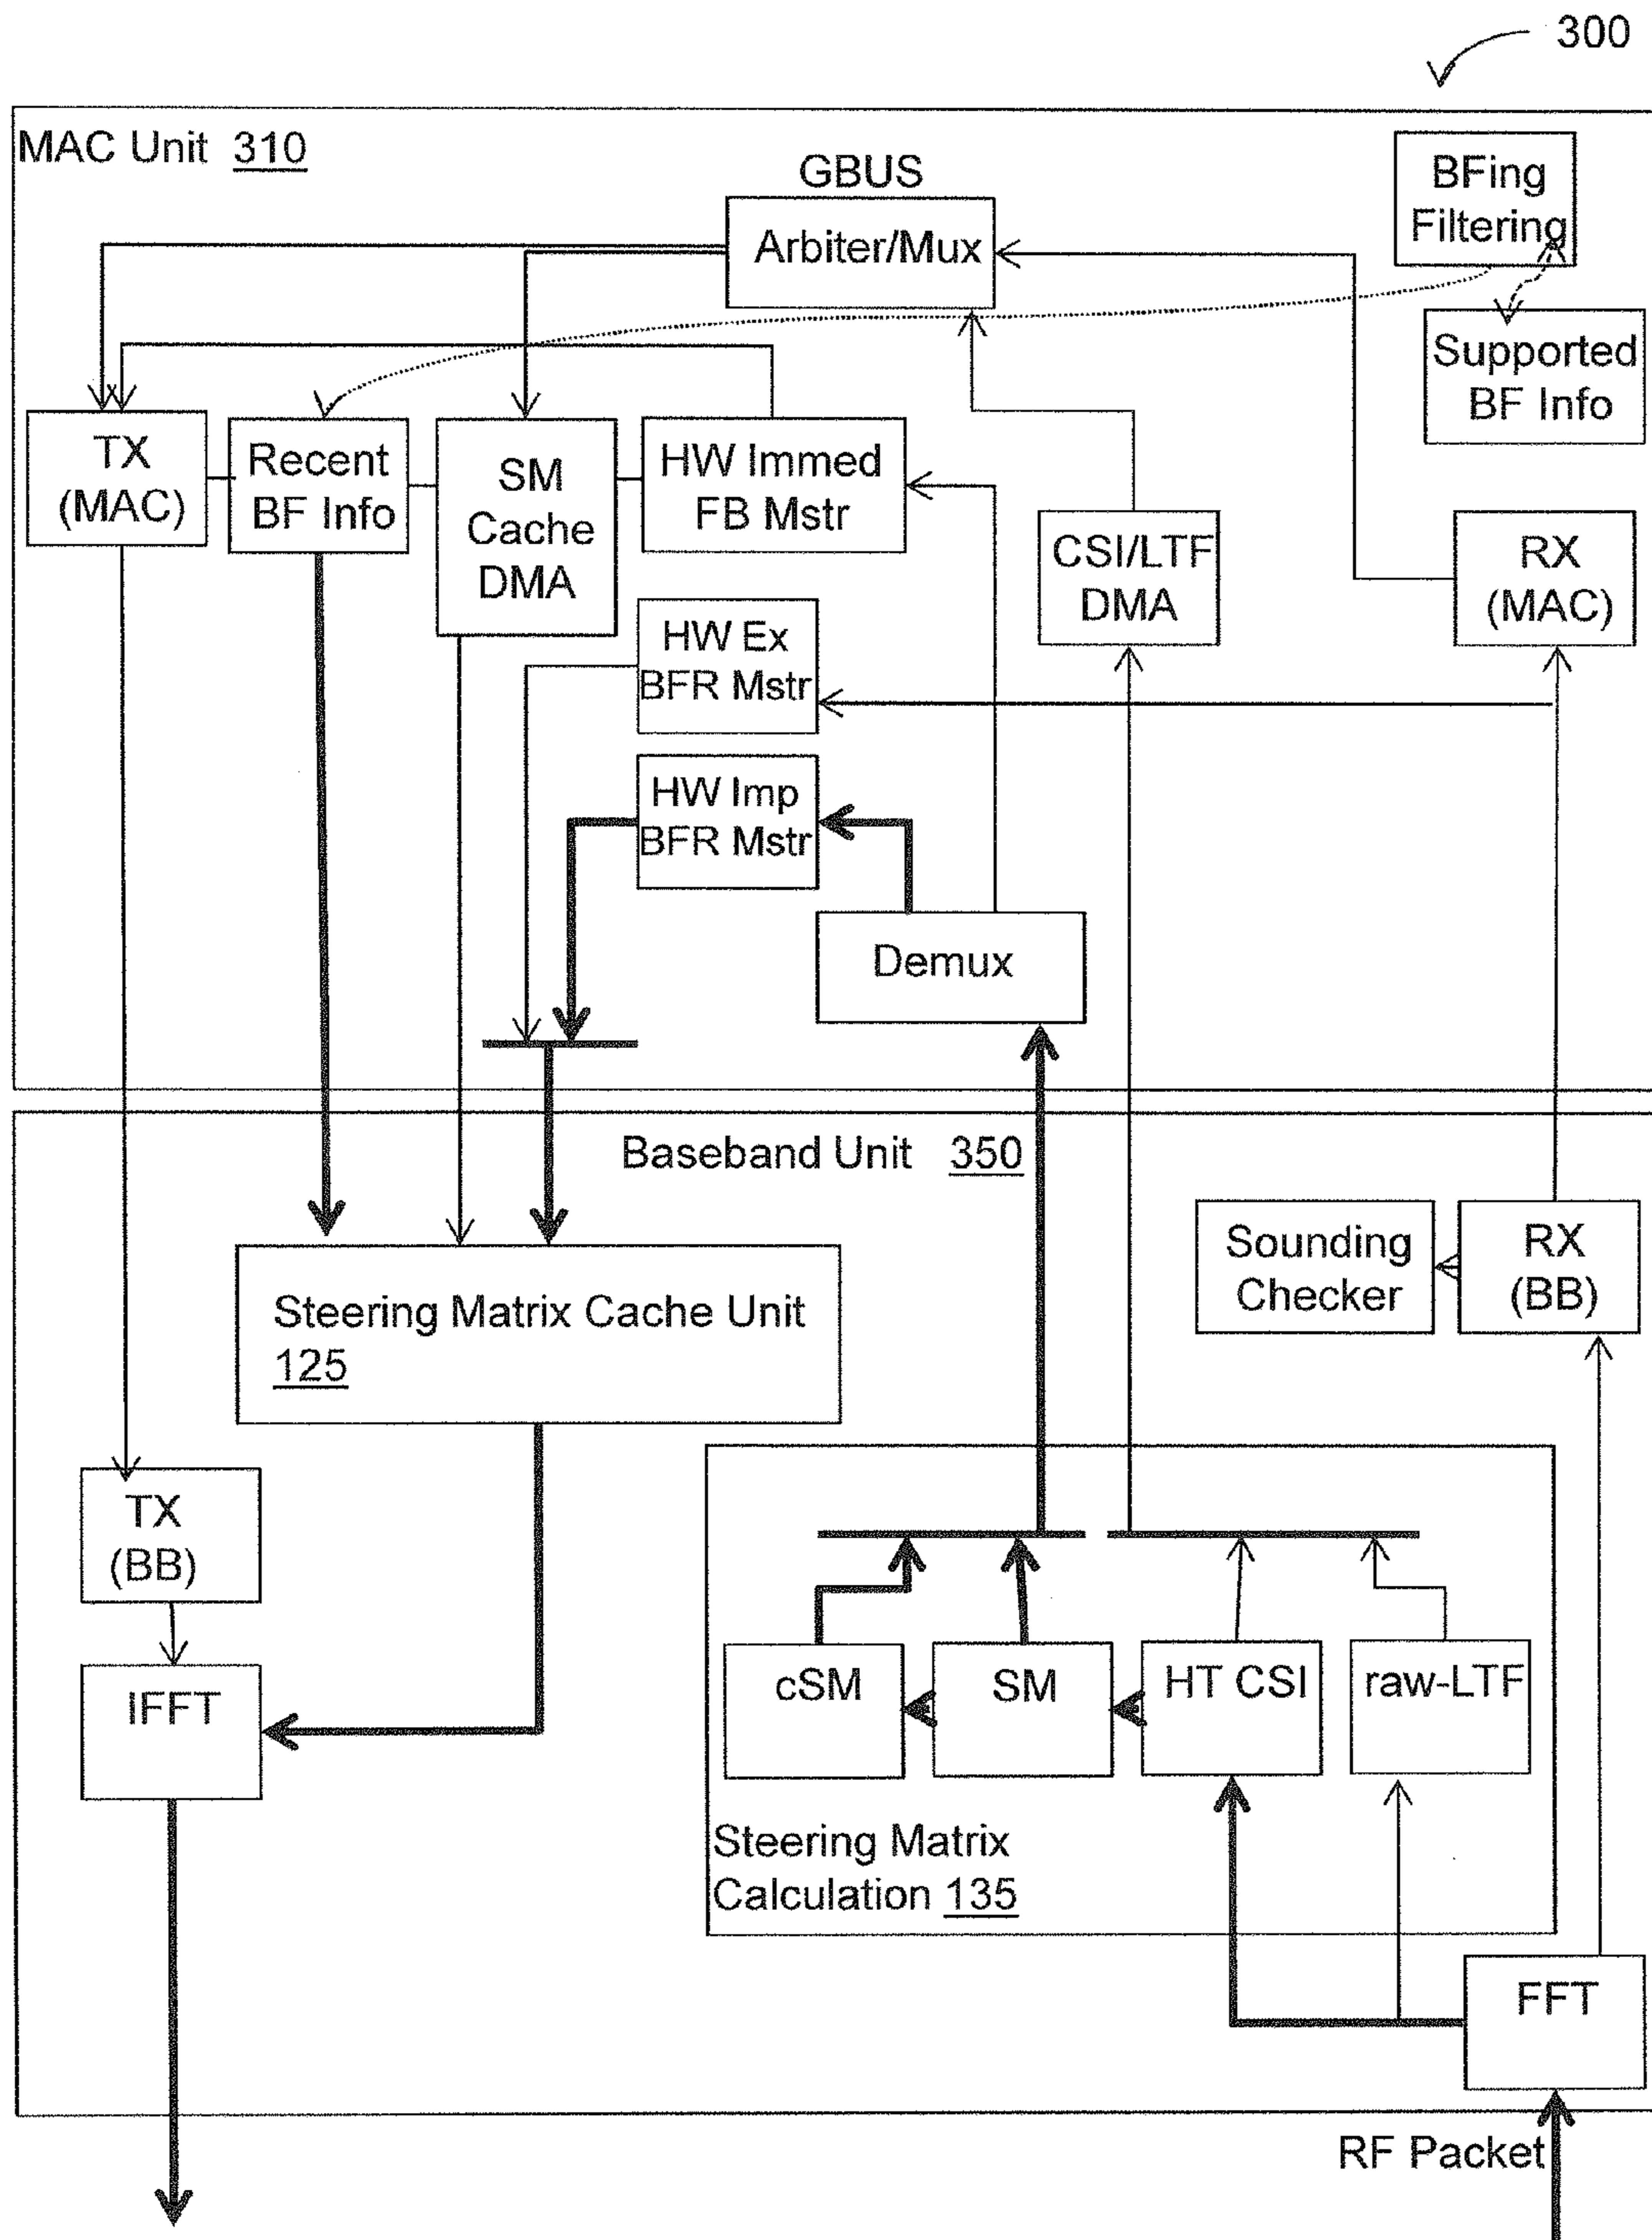 300
MAC Unit 310
GBUS
Arbiter/Mux
BFing
Filtering
Supported
BF Info
TX
(MAC)
Recent
BF Info
SM
Cache
DMA
HW Immed
FB Mstr
CSI/LTF
DMA
RX
(MAC)
HW Ex
BFR Mstr
HW Imp
BFR Mstr
Demux
Baseband Unit 350
Steering Matrix Cache Unit
125
Sounding
Checker
RX
(BB)
TX
(BB)
IFFT
cSM
SM
HT CSI
raw-LTF
Steering Matrix
Calculation 135
FFT
RF Packet